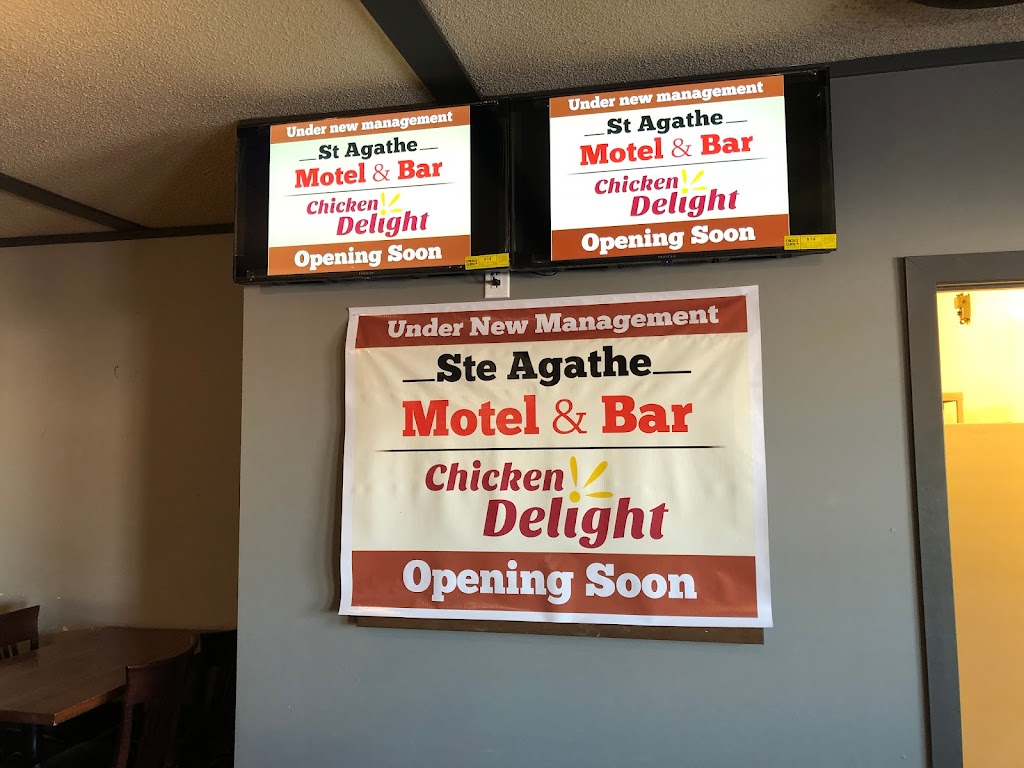 Under new management
St Agathe
Motel & Bar
Chicken
Delight
Opening Soon
Under new management
St Agathe
Motel & Bar
Chicken
Delight
Opening Soon
Under New Management
Ste Agathe
Motel & Bar
Chicken
Delight
Opening Soon